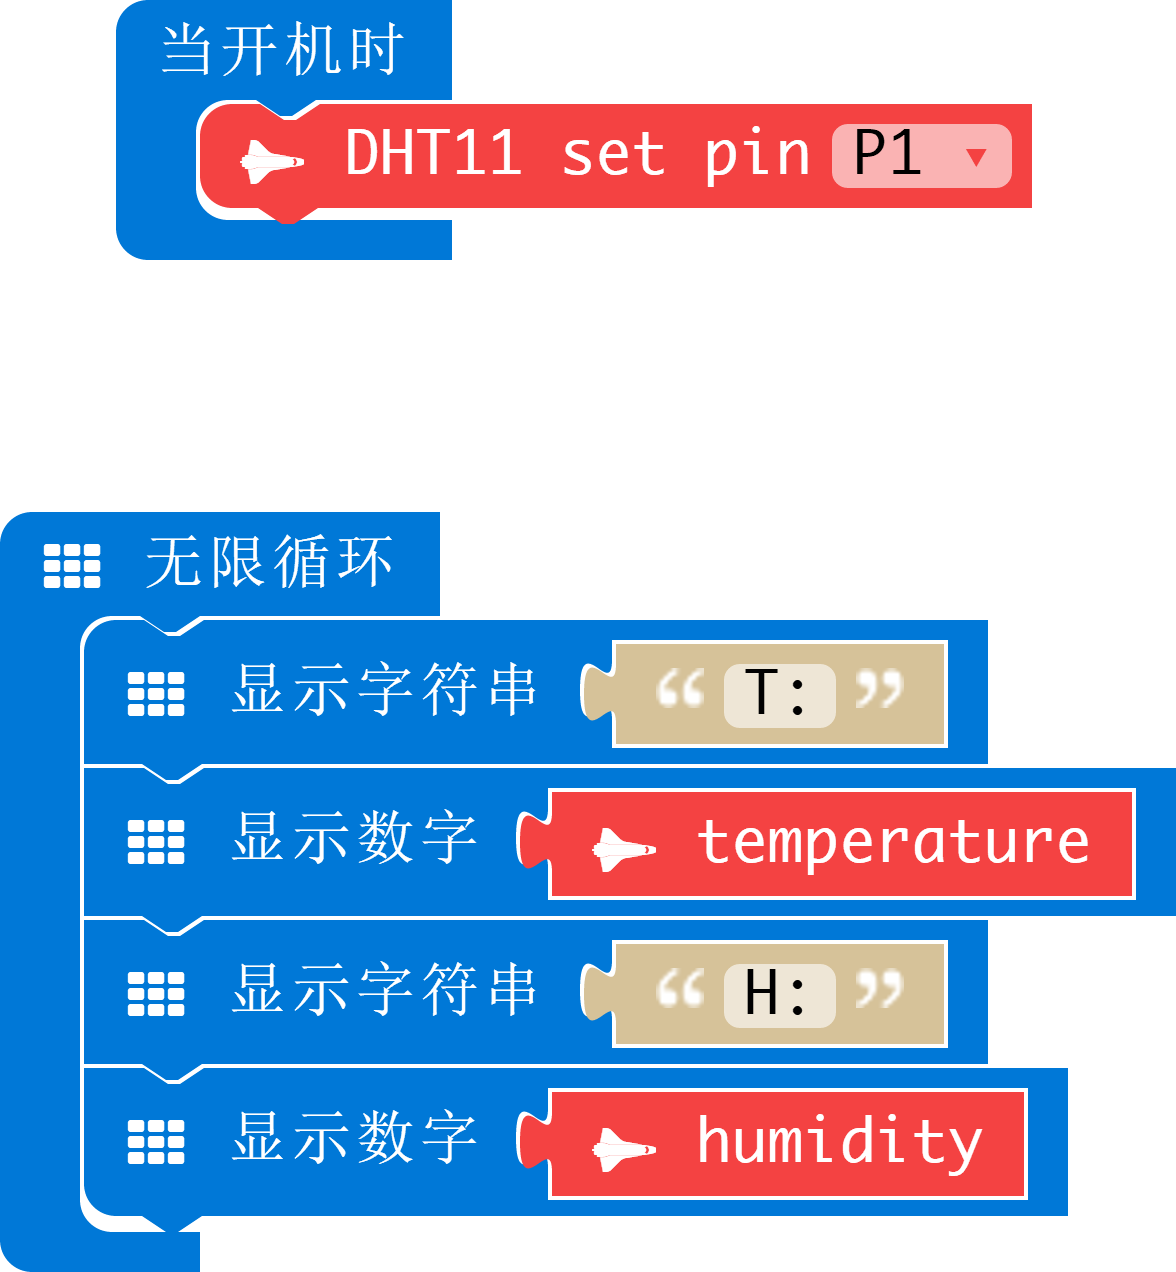 当开机时
DHT11 set pin P1
无限循环
显示字符串 “ T: ”
显示数字 temperature
显示字符串 “ H: ”
显示数字 humidity